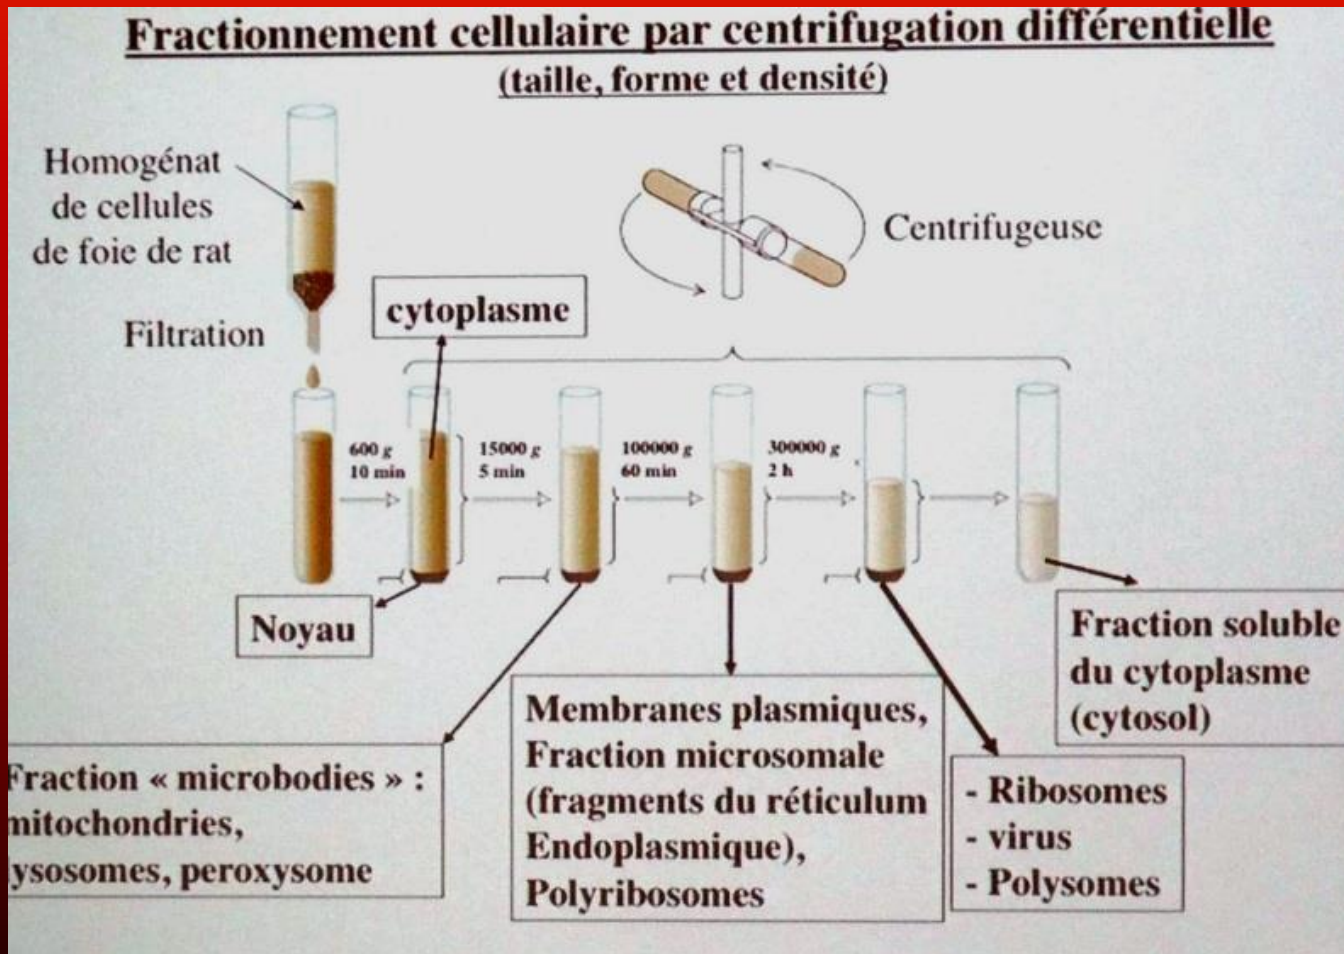 Fractionnement cellulaire par centrifugation différentielle
(taille, forme et densité)
Homogénat
de cellules
de foie de rat
Centrifugeuse
Filtration
cytoplasme
600 g
10 min
15000 g
5 min
100000 g
60 min
300000 g
2 h
Noyau
Fraction soluble
du cytoplasme
(cytosol)
Fraction « microbodies » :
mitochondries,
lysosomes, peroxysome
Membranes plasmiques,
Fraction microsomale
(fragments du réticulum
Endoplasmique),
Polyribosomes
- Ribosomes
- virus
- Polysomes